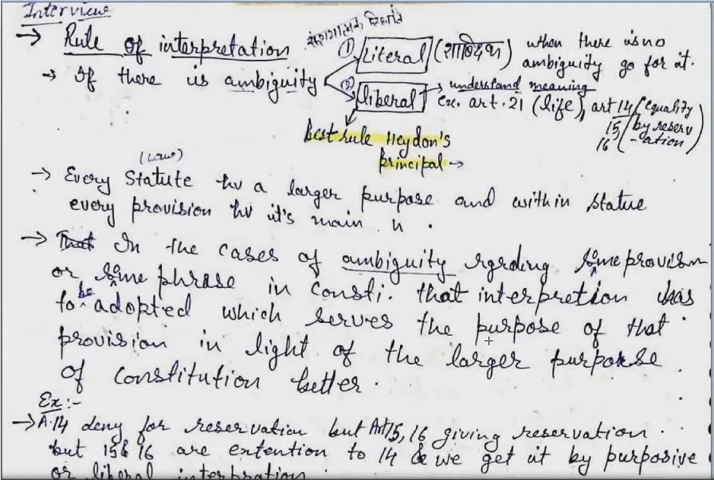 Interview
→ Rule of interpretation
① Literal (शाब्दिक) when there is no
ambiguity go for it.
→ If there is ambiguity
② liberal → understand meaning
ex. art. 21 (life), art 14 (equality
15 by reserv
16 -ation)
best rule Heydon's
principal →
(law)
→ Every Statute hv a larger purpose and within statue
every provision hv it's main ".
→ In the cases of ambiguity rgrding some provision
or some phrase in consti. that interpretion has
to be adopted which serves the purpose of that
provision in light of the larger purpose
of constitution better.
Ex:-
→ A.14 deny for reservation but Art 15, 16 giving reservation.
but 15 & 16 are extention to 14 & we get it by purposive
or liberal